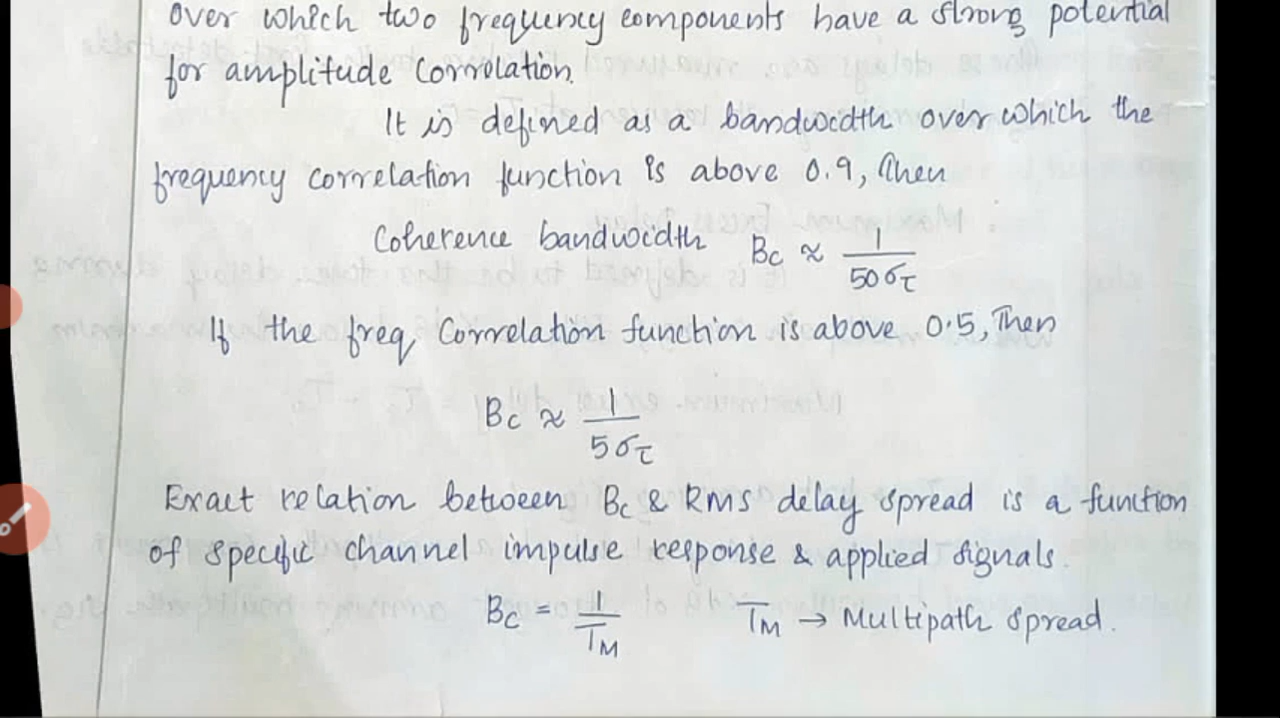 over which two frequency components have a strong potential
for amplitude Correlation.
It is defined as a bandwidth over which the
frequency correlation function is above 0.9, Then
Coherence bandwidth Bc ≈ 1/50στ
If the freq Correlation function is above 0.5, Then
Bc ≈ 1/5στ
Exact relation between Bc & RMS delay spread is a function
of specific channel impulse response & applied signals.
Bc = 1/TM TM → Multipath spread.